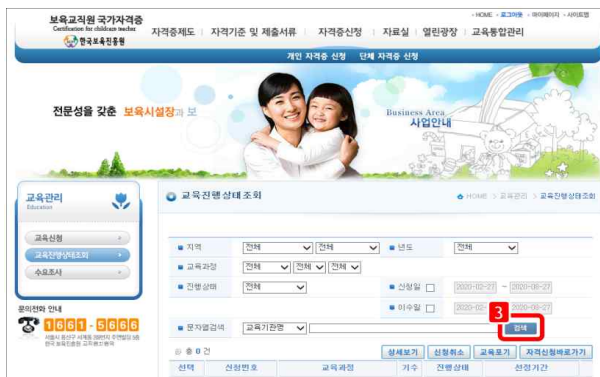 보육교직원 국가자격증
Certification for childcare teacher
한국보육진흥원
HOME 로그아웃 마이페이지 사이트맵
자격증제도 자격기준 및 제출서류 자격증신청 자료실 열린광장 교육통합관리
개인 자격증 신청 단체 자격증 신청
전문성을 갖춘 보육시설장과 보
Business Area
사업안내
교육관리
Education
교육신청
교육진행상태조회
수요조사
문의전화 안내
1661-5666
교육진행상태조회
HOME > 교육관리 > 교육진행상태조회
지역 전체 전체 년도 전체
교육과정 전체 전체 전체
진행상태 전체 신청일 2020-02-27 ~ 2020-08-27
이수일 2020-02- -08-27
3
문자열검색 교육기관명 검색
총 0 건 상세보기 신청취소 교육포기 자격신청바로가기
선택 신청번호 교육과정 기수 진행상태 선정기간